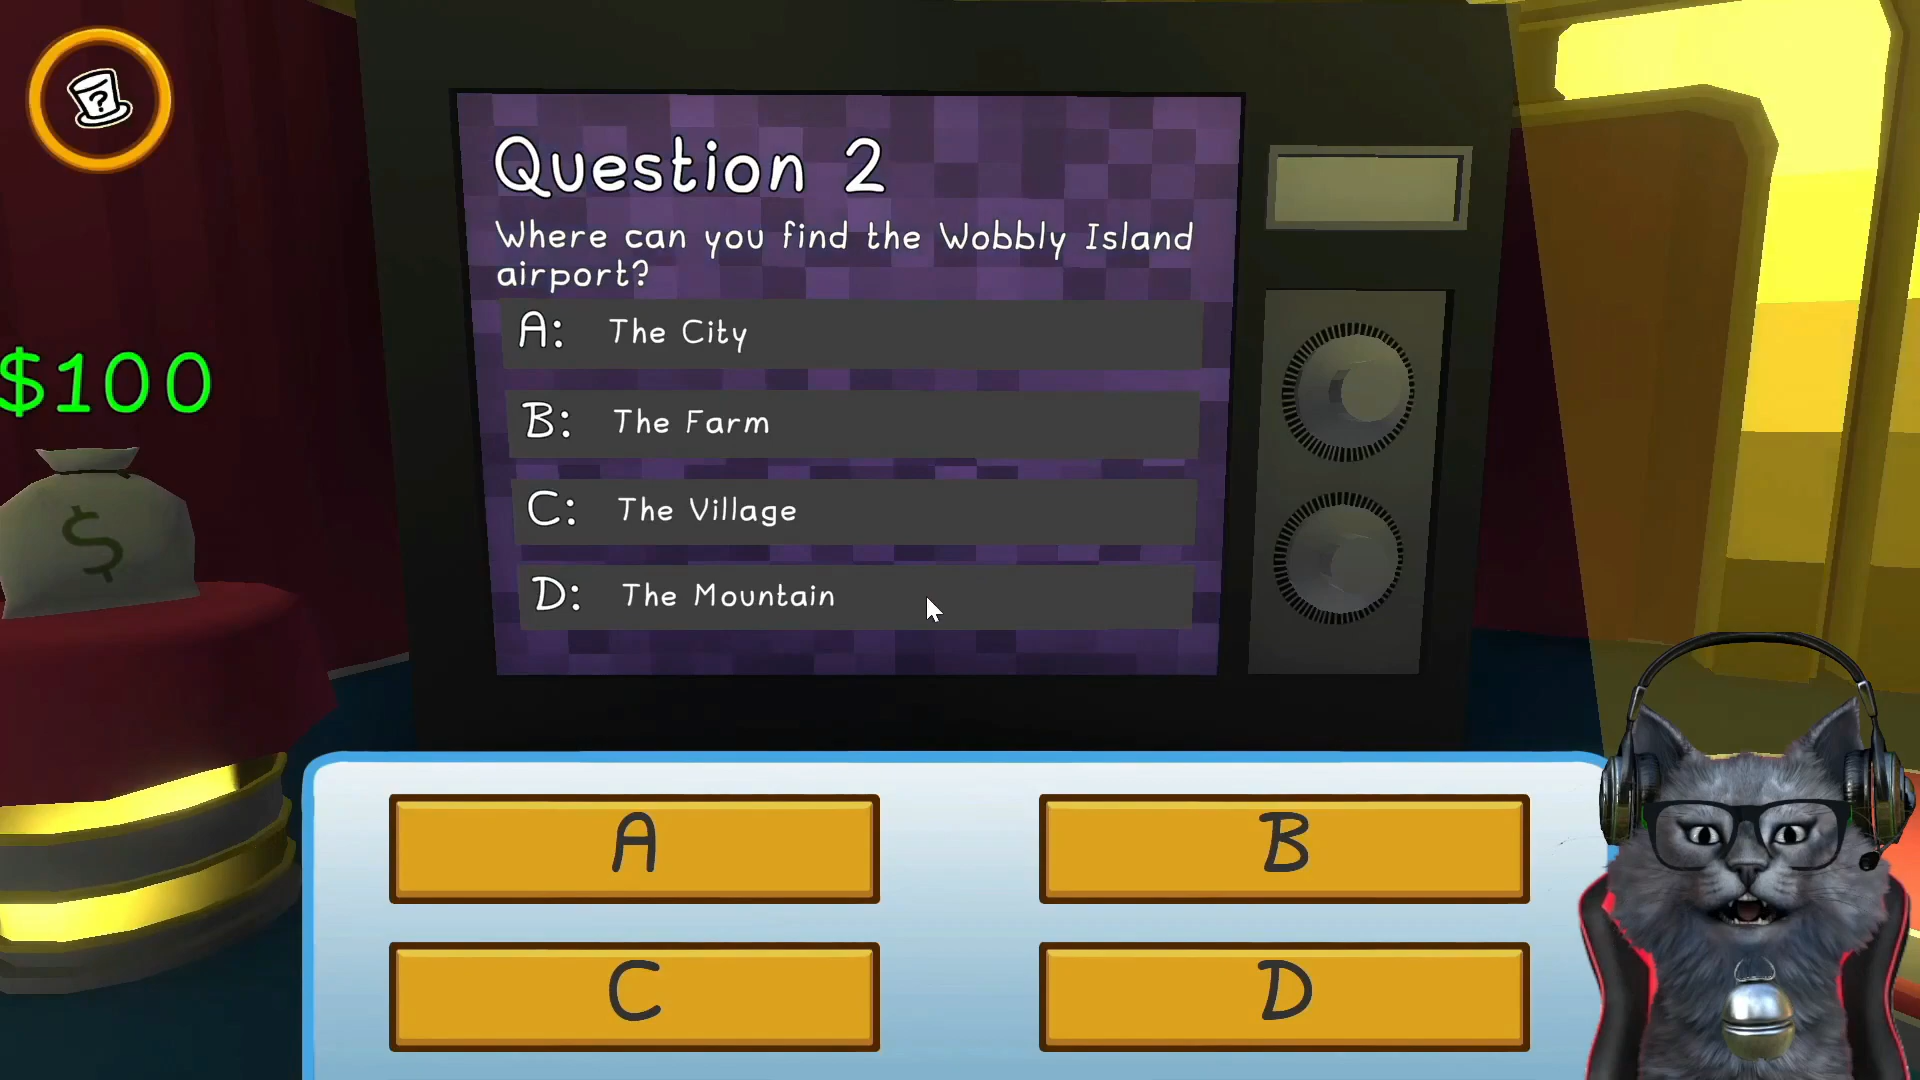 ?
Question 2
Where can you find the Wobbly Island
airport?
A: The City
B: The Farm
C: The Village
D: The Mountain
$100
$
A
B
C
D